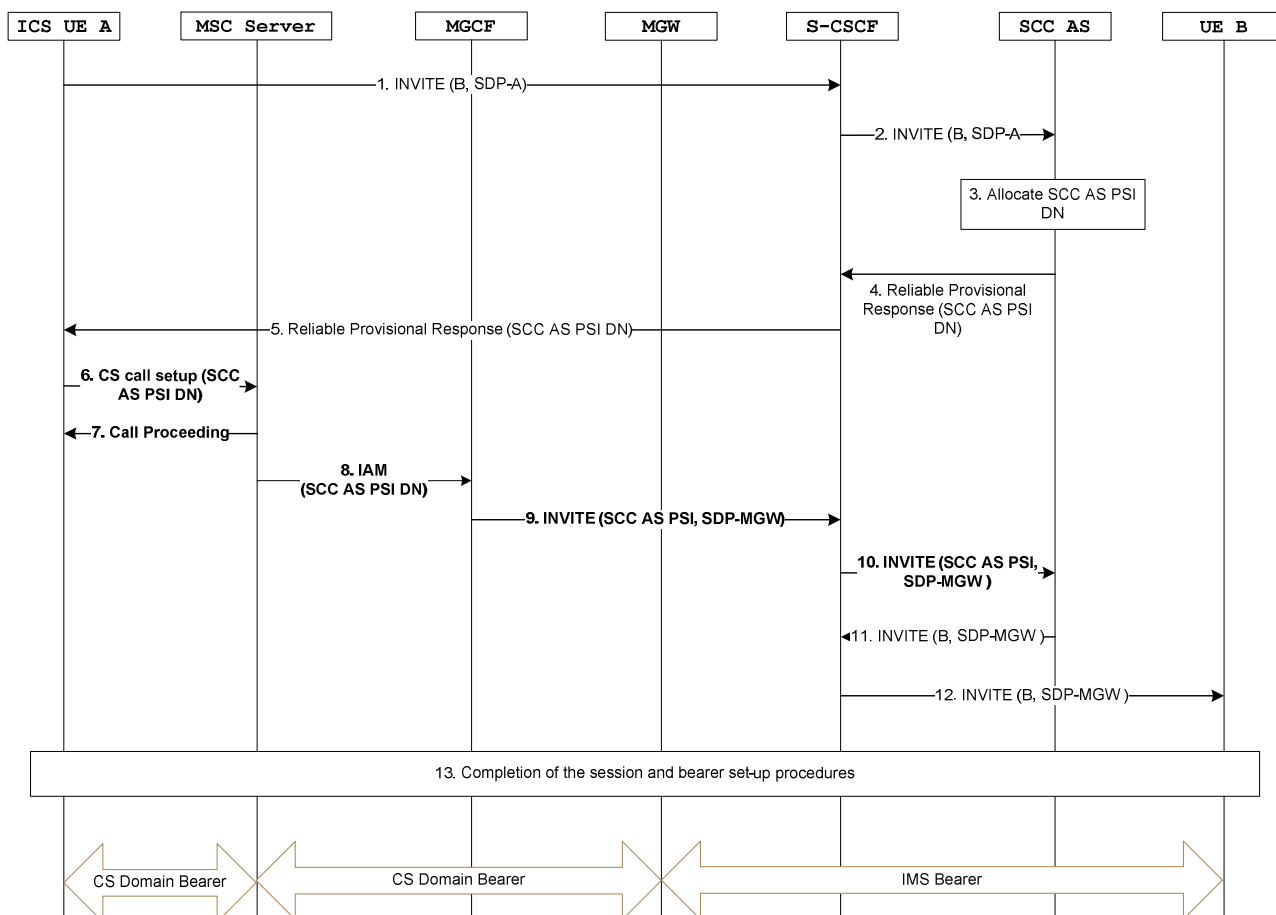 ICS UE A
MSC Server
MGCF
MGW
S-CSCF
SCC AS
UE B
1. INVITE (B, SDP-A)
2. INVITE (B, SDP-A
3. Allocate SCC AS PSI
DN
4. Reliable Provisional
Response (SCC AS PSI
DN)
5. Reliable Provisional Response (SCC AS PSI DN)
6. CS call setup (SCC
AS PSI DN)
7. Call Proceeding
8. IAM
(SCC AS PSI DN)
9. INVITE (SCC AS PSI, SDP-MGW)
10. INVITE (SCC AS PSI,
SDP-MGW )
11. INVITE (B, SDP-MGW )
12. INVITE (B, SDP-MGW )
13. Completion of the session and bearer set-up procedures
CS Domain Bearer
CS Domain Bearer
IMS Bearer